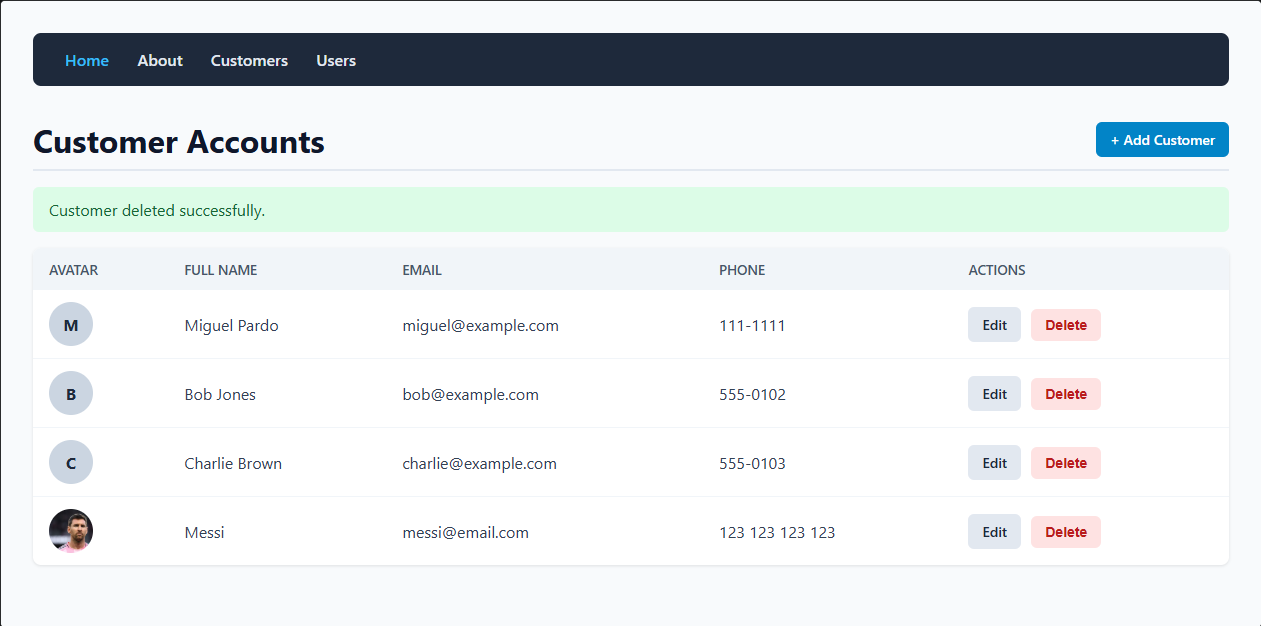 Home About Customers Users
Customer Accounts + Add Customer
Customer deleted successfully.
AVATAR FULL NAME EMAIL PHONE ACTIONS
M Miguel Pardo miguel@example.com 111-1111 Edit Delete
B Bob Jones bob@example.com 555-0102 Edit Delete
C Charlie Brown charlie@example.com 555-0103 Edit Delete
Messi messi@email.com 123 123 123 123 Edit Delete